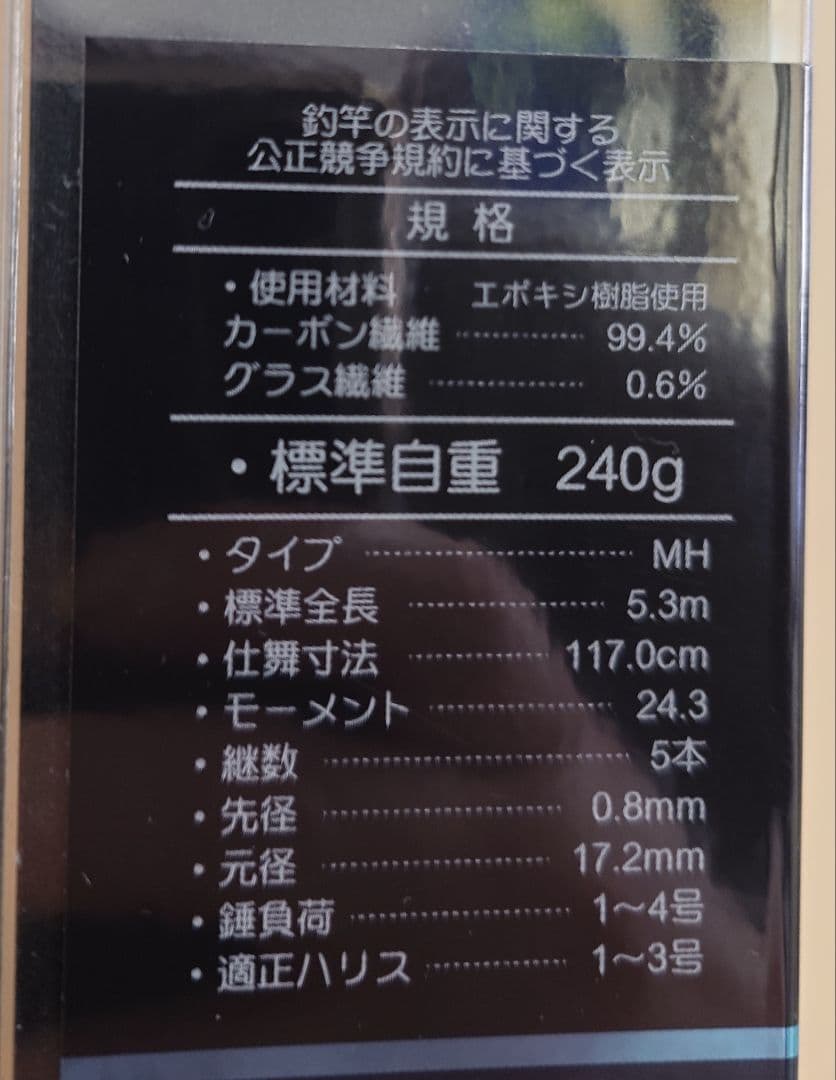 釣竿の表示に関する
公正競争規約に基づく表示
規 格
・使用材料 エポキシ樹脂使用
カーボン繊維 ………… 99.4%
グラス繊維 ………… 0.6%
・標準自重 240g
・タイプ ………… MH
・標準全長 ………… 5.3m
・仕舞寸法 ………… 117.0cm
・モーメント ………… 24.3
・継数 ………… 5本
・先径 ………… 0.8mm
・元径 ………… 17.2mm
・錘負荷 ………… 1〜4号
・適正ハリス ………… 1〜3号